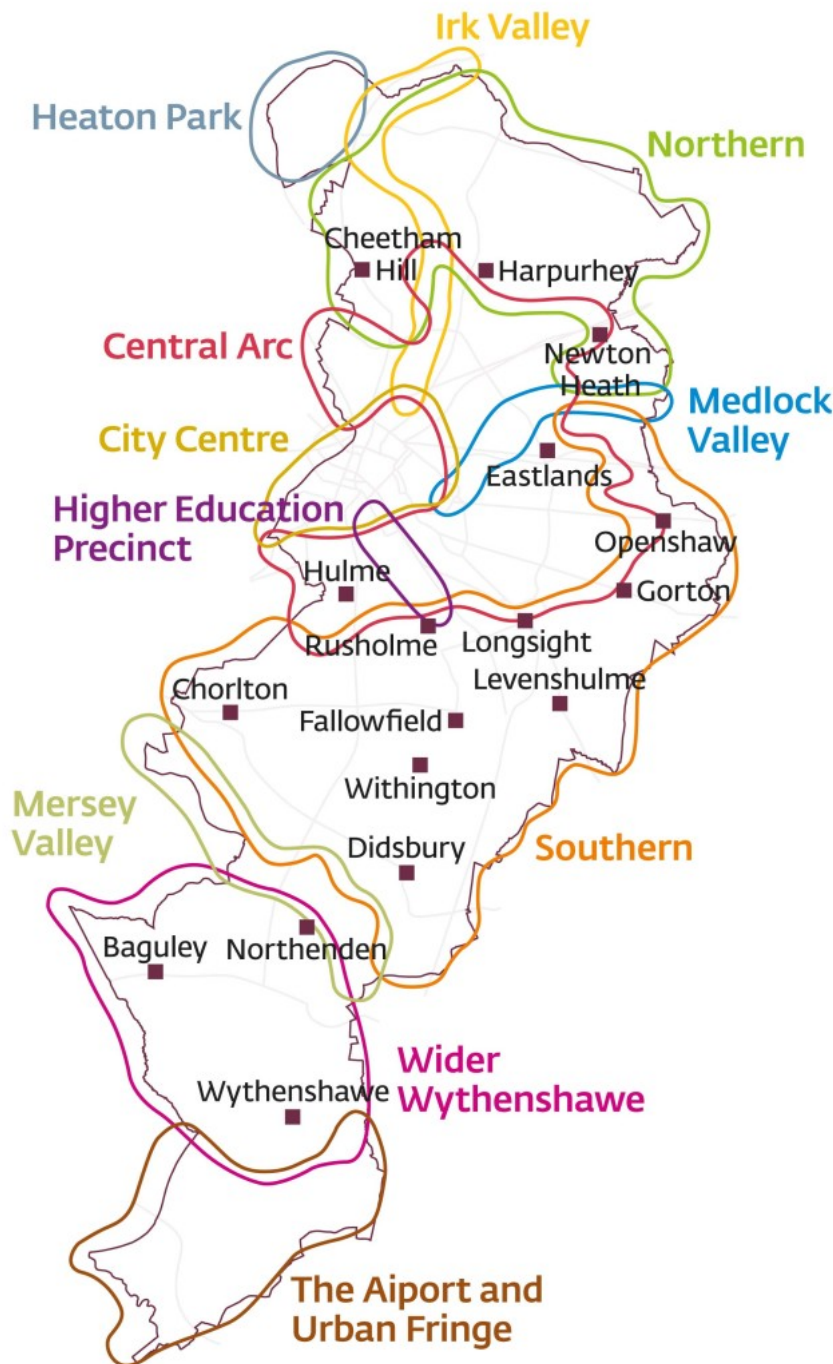 Irk Valley
Heaton Park
Northern
Cheetham
Hill
Harpurhey
Central Arc
Newton
Heath
Medlock
Valley
City Centre
Eastlands
Higher Education
Precinct
Openshaw
Hulme
Gorton
Rusholme
Longsight
Levenshulme
Chorlton
Fallowfield
Withington
Mersey
Valley
Didsbury
Southern
Baguley
Northenden
Wider
Wythenshawe
Wythenshawe
The Aiport and
Urban Fringe